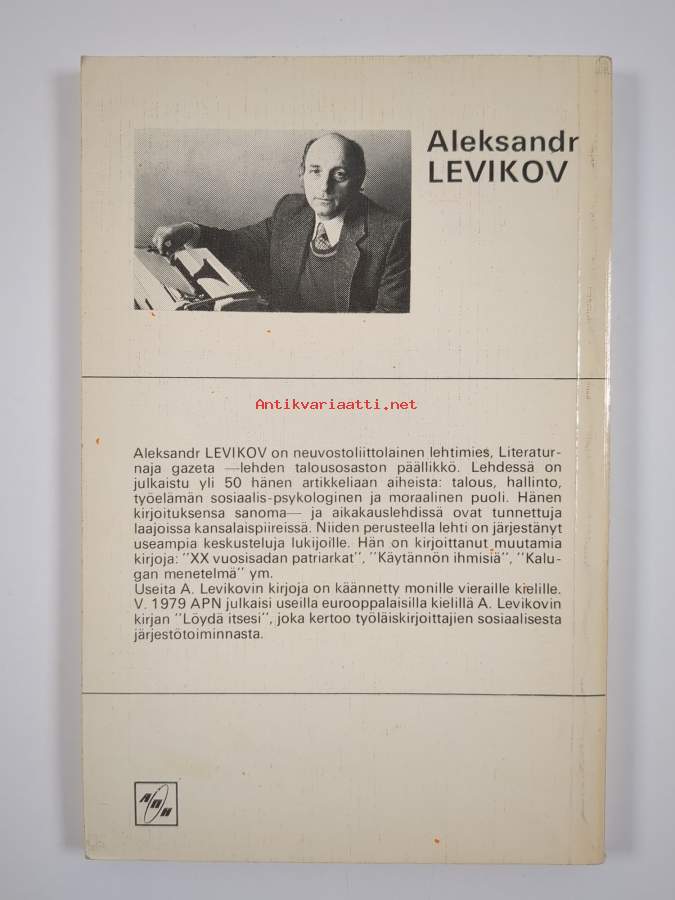 Aleksandr
LEVIKOV
Antikvariaatti.net
Aleksandr LEVIKOV on neuvostoliittolainen lehtimies, Literatur-
naja gazeta —lehden talousosaston päällikkö. Lehdessä on
julkaistu yli 50 hänen artikkeliaan aiheista: talous, hallinto,
työelämän sosiaalis-psykologinen ja moraalinen puoli. Hänen
kirjoituksensa sanoma— ja aikakauslehdissä ovat tunnettuja
laajoissa kansalaispiireissä. Niiden perusteella lehti on järjestänyt
useampia keskusteluja lukijoille. Hän on kirjoittanut muutamia
kirjoja: "XX vuosisadan patriarkat", "Käytännön ihmisiä", "Kalu-
gan menetelmä" ym.
Useita A. Levikovin kirjoja on käännetty monille vieraille kielille.
V. 1979 APN julkaisi useilla eurooppalaisilla kielillä A. Levikovin
kirjan "Löydä itsesi", joka kertoo työläiskirjoittajien sosiaalisesta
järjestötoiminnasta.
АПН